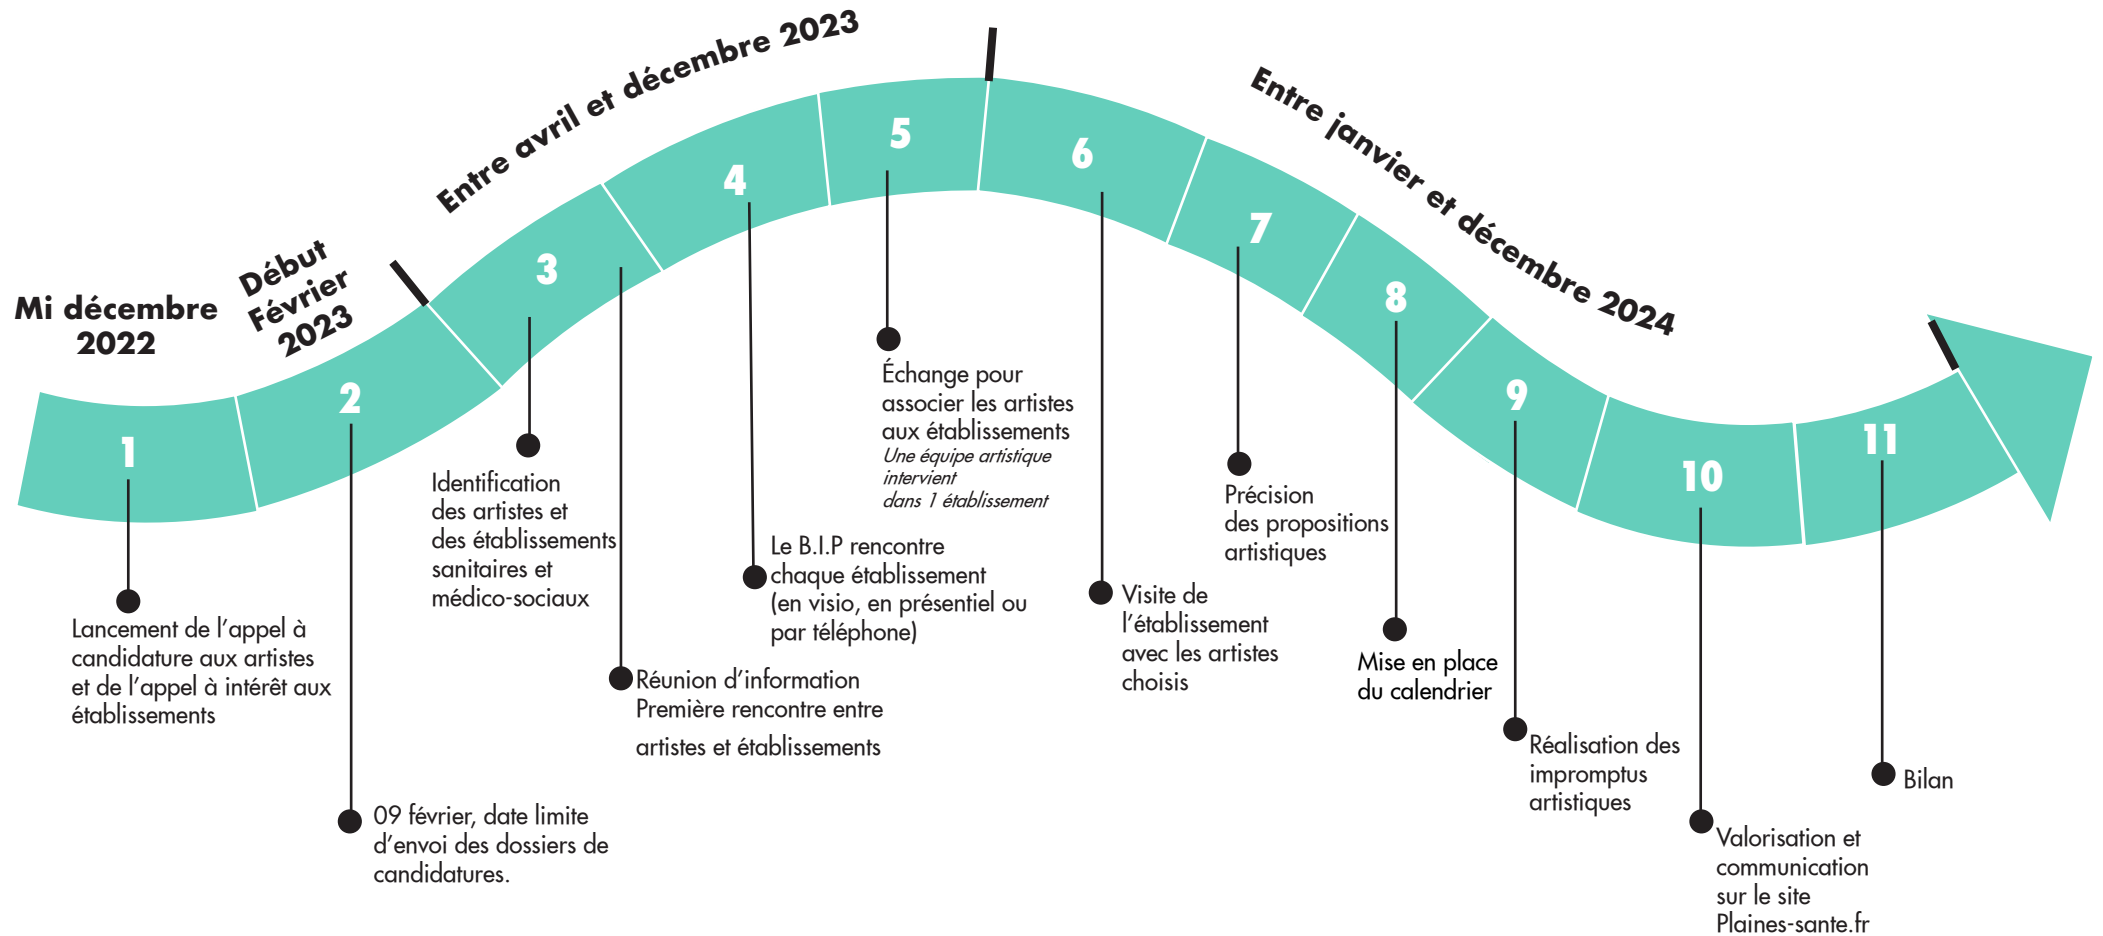 Mi décembre
2022
Début
Février
2023
Entre avril et décembre 2023
Entre janvier et décembre 2024
1
Lancement de l’appel à
candidature aux artistes
et de l’appel à intérêt aux
établissements
2
09 février, date limite
d’envoi des dossiers de
candidatures.
3
Identification
des artistes et
des établissements
sanitaires et
médico-sociaux
Réunion d’information
Première rencontre entre
artistes et établissements
4
Le B.I.P rencontre
chaque établissement
(en visio, en présentiel ou
par téléphone)
5
Échange pour
associer les artistes
aux établissements
Une équipe artistique
intervient
dans 1 établissement
6
Visite de
l’établissement
avec les artistes
choisis
7
Précision
des propositions
artistiques
8
Mise en place
du calendrier
9
Réalisation des
impromptus
artistiques
10
Valorisation et
communication
sur le site
Plaines-sante.fr
11
Bilan